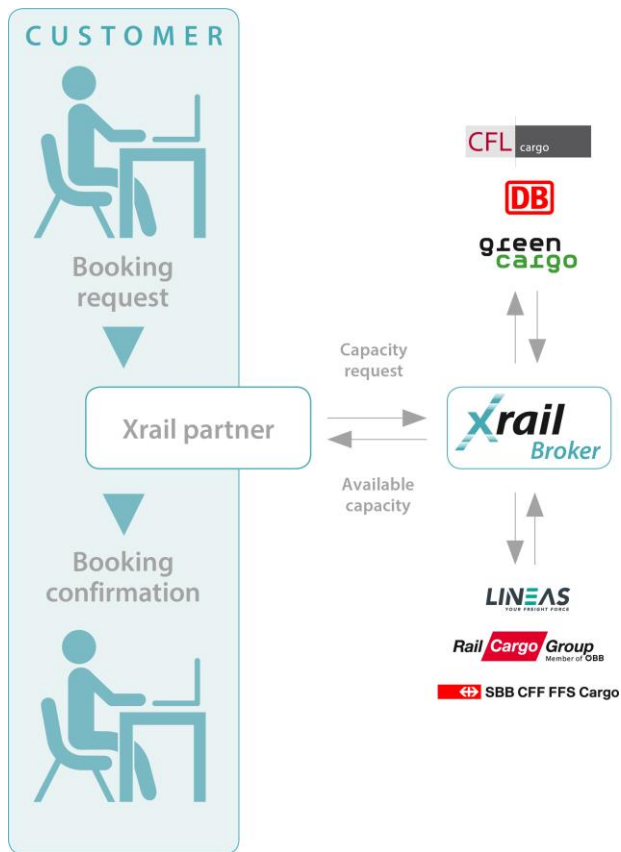 CUSTOMER
Booking
request
Xrail partner
Booking
confirmation
Capacity
request
Available
capacity
CFL cargo
DB
green
cargo
Xrail
Broker
LINEAS
YOUR FREIGHT FORCE
Rail Cargo Group
Member of ÖBB
SBB CFF FFS Cargo